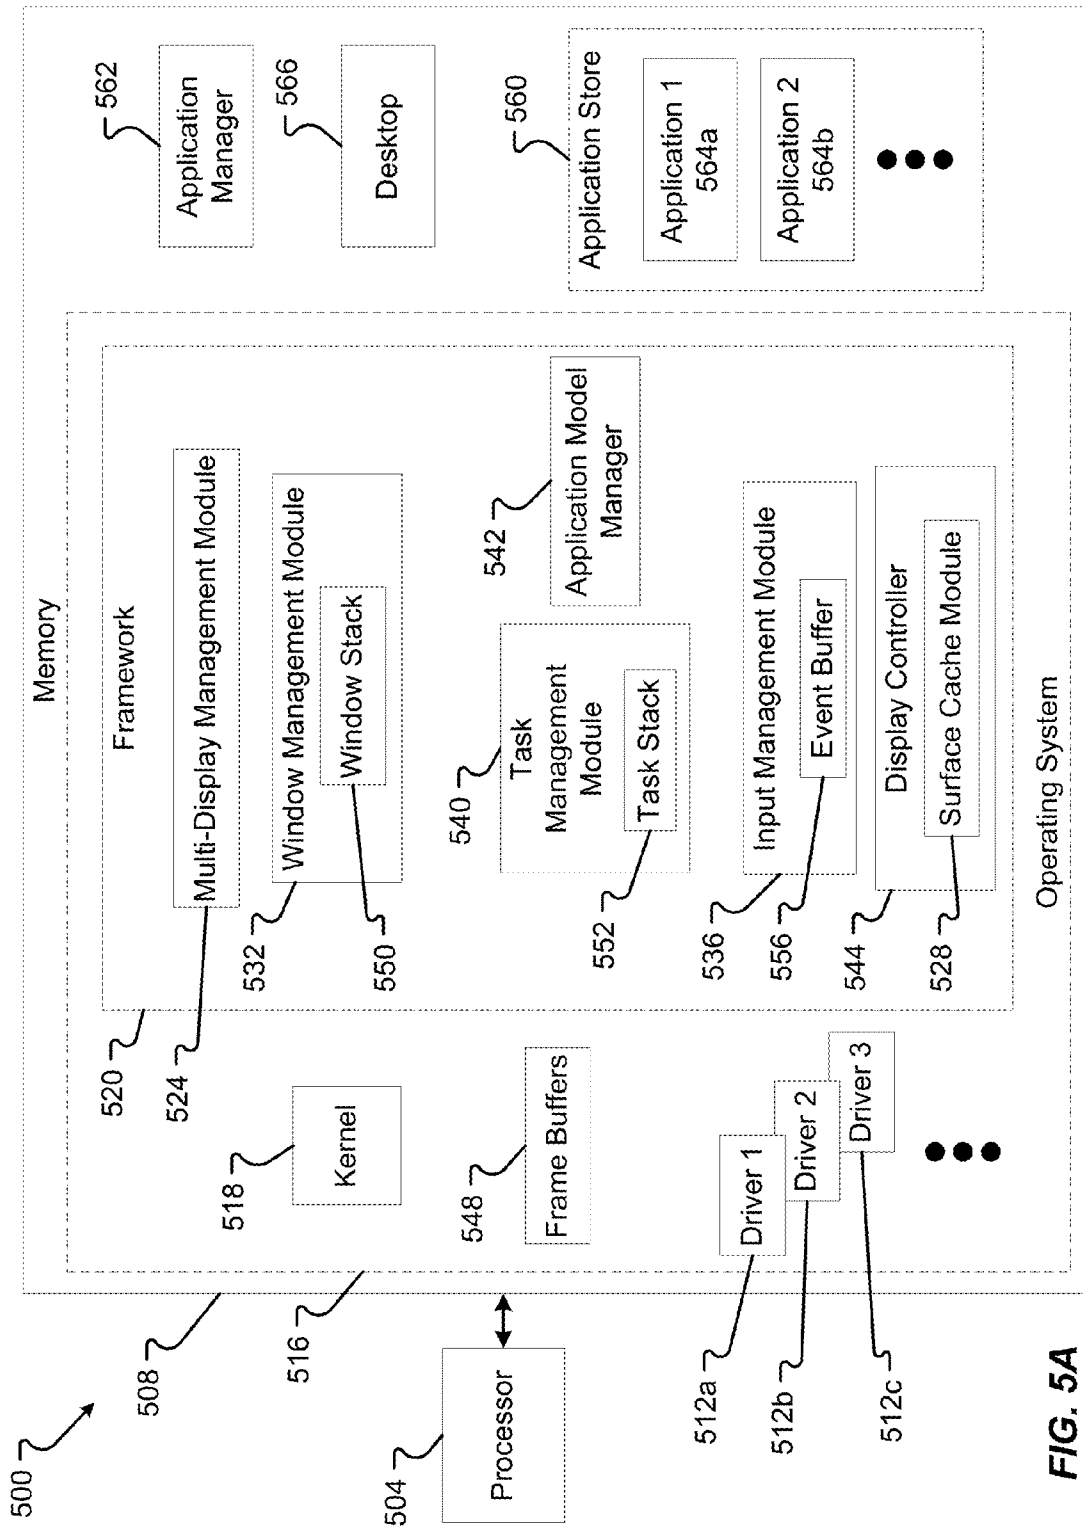 500
508
Memory
516
Processor
504
520
Framework
524
Multi-Display Management Module
562
Application
Manager
518
Kernel
532
Window Management Module
550
Window Stack
566
Desktop
548
Frame Buffers
540
Task
Management
Module
552
Task Stack
542
Application Model
Manager
560
Application Store
Application 1
564a
Application 2
564b
512a
Driver 1
512b
Driver 2
512c
Driver 3
536
Input Management Module
556
Event Buffer
544
Display Controller
528
Surface Cache Module
Operating System
FIG. 5A